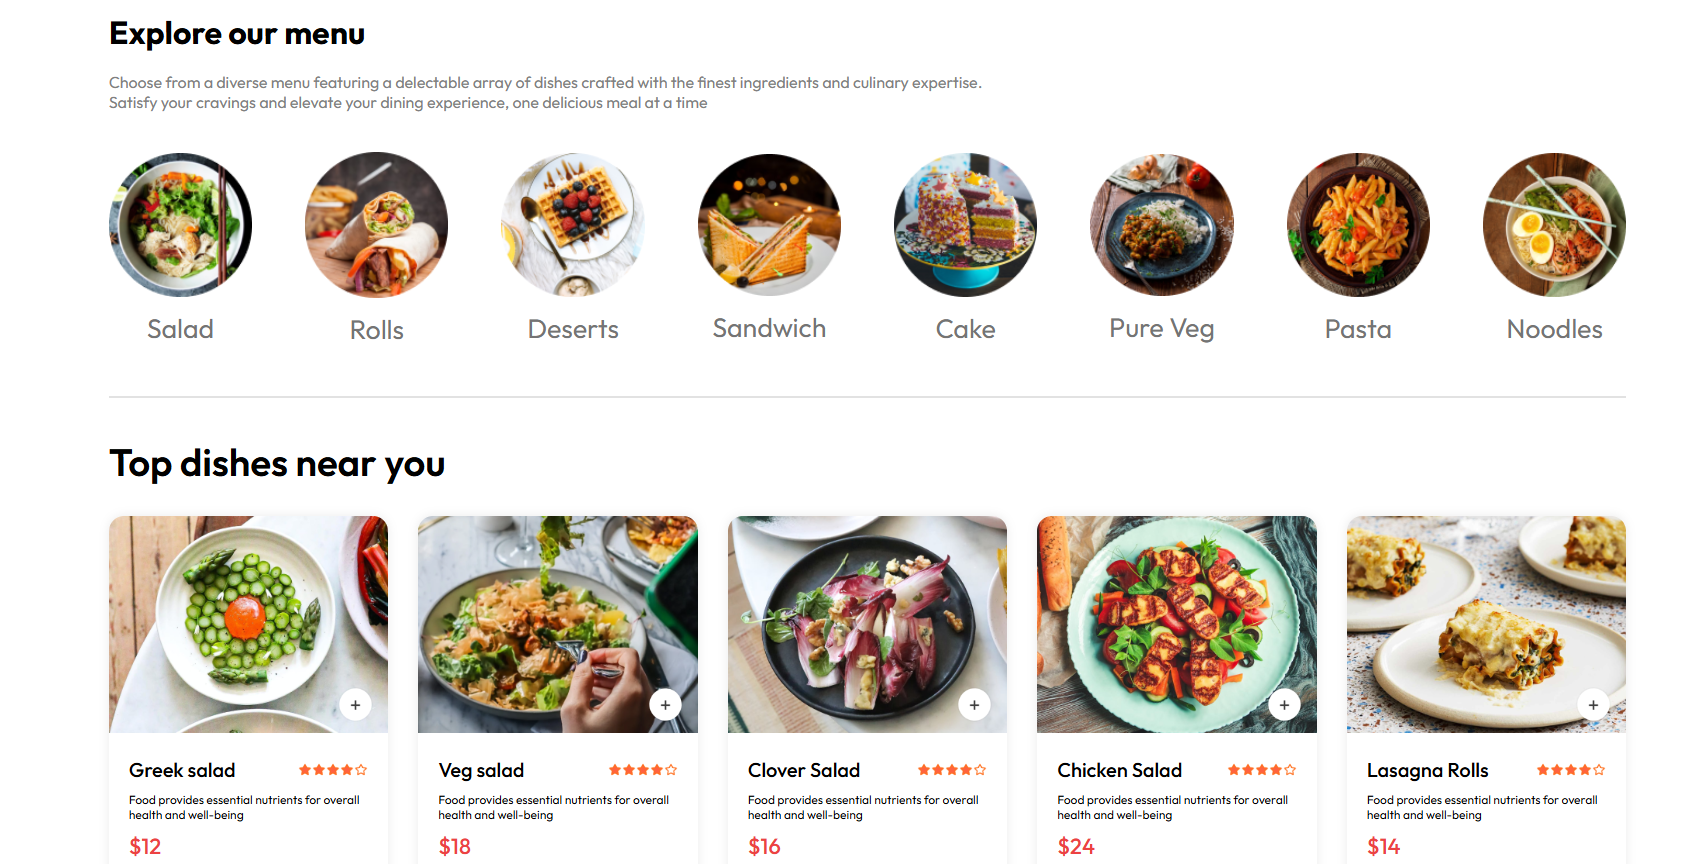 Explore our menu
Choose from a diverse menu featuring a delectable array of dishes crafted with the finest ingredients and culinary expertise.
Satisfy your cravings and elevate your dining experience, one delicious meal at a time
Salad
Rolls
Deserts
Sandwich
Cake
Pure Veg
Pasta
Noodles
Top dishes near you
Greek salad
Food provides essential nutrients for overall
health and well-being
$12
Veg salad
Food provides essential nutrients for overall
health and well-being
$18
Clover Salad
Food provides essential nutrients for overall
health and well-being
$16
Chicken Salad
Food provides essential nutrients for overall
health and well-being
$24
Lasagna Rolls
Food provides essential nutrients for overall
health and well-being
$14